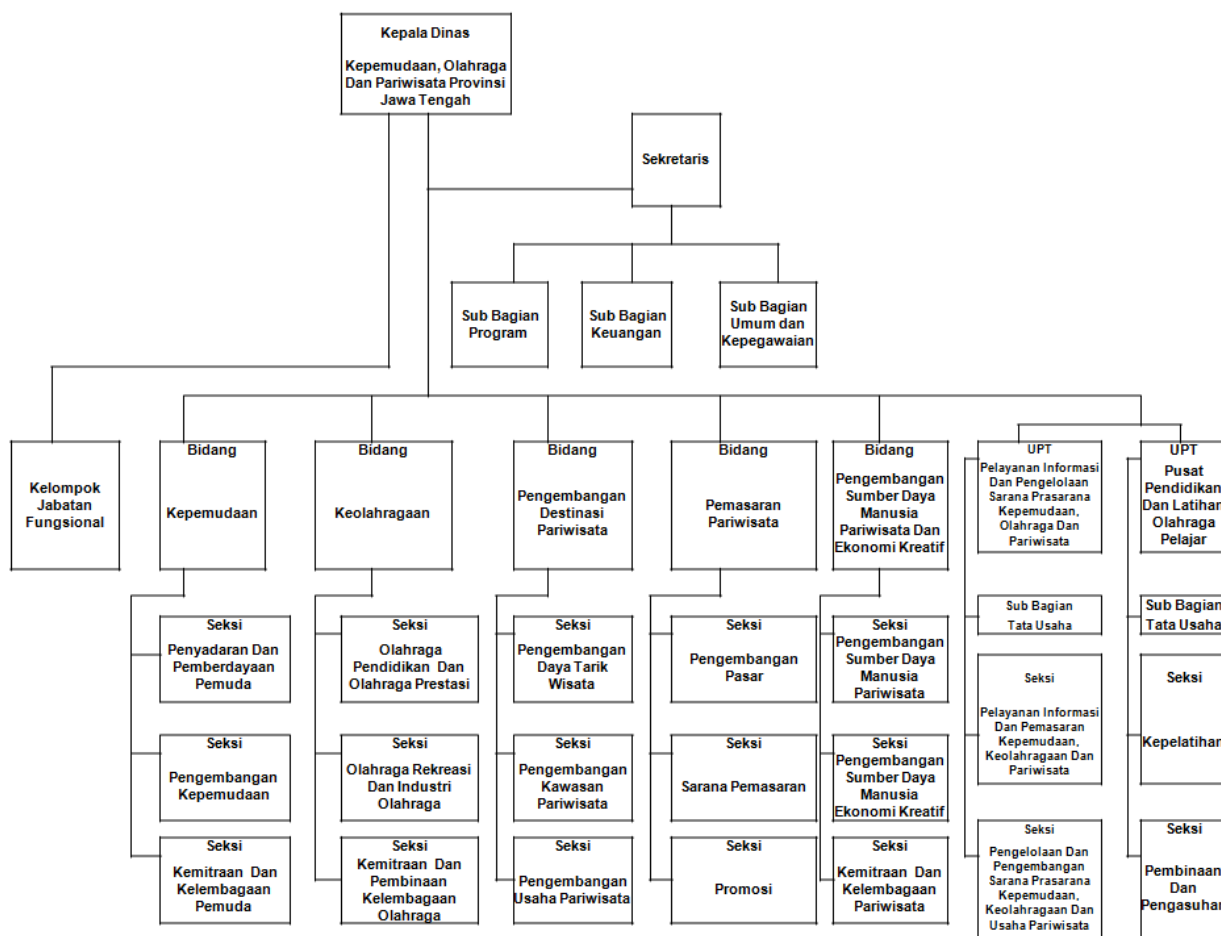 Kepala Dinas
Kepemudaan, Olahraga
Dan Pariwisata Provinsi
Jawa Tengah
Sekretaris
Sub Bagian
Program
Sub Bagian
Keuangan
Sub Bagian
Umum dan
Kepegawaian
Kelompok
Jabatan
Fungsional
Bidang
Kepemudaan
Bidang
Keolahragaan
Bidang
Pengembangan
Destinasi
Pariwisata
Bidang
Pemasaran
Pariwisata
Bidang
Pengembangan
Sumber Daya
Manusia
Pariwisata Dan
Ekonomi Kreatif
UPT
Pelayanan Informasi
Dan Pengelolaan
Sarana Prasarana
Kepemudaan,
Olahraga Dan
Pariwisata
UPT
Pusat
Pendidikan
Dan Latihan
Olahraga
Pelajar
Seksi
Penyadaran Dan
Pemberdayaan
Pemuda
Seksi
Olahraga
Pendidikan Dan
Olahraga Prestasi
Seksi
Pengembangan
Daya Tarik
Wisata
Seksi
Pengembangan
Pasar
Seksi
Pengembangan
Sumber Daya
Manusia
Pariwisata
Sub Bagian
Tata Usaha
Sub Bagian
Tata Usaha
Seksi
Pengembangan
Kepemudaan
Seksi
Olahraga Rekreasi
Dan Industri
Olahraga
Seksi
Pengembangan
Kawasan
Pariwisata
Seksi
Sarana Pemasaran
Seksi
Pengembangan
Sumber Daya
Manusia
Ekonomi Kreatif
Seksi
Pelayanan Informasi
Dan Pemasaran
Kepemudaan,
Keolahragaan Dan
Pariwisata
Seksi
Kepelatihan
Seksi
Kemitraan Dan
Kelembagaan
Pemuda
Seksi
Kemitraan Dan
Pembinaan
Kelembagaan
Olahraga
Seksi
Pengembangan
Usaha Pariwisata
Seksi
Promosi
Seksi
Kemitraan Dan
Kelembagaan
Pariwisata
Seksi
Pengelolaan Dan
Pengembangan
Sarana Prasarana
Kepemudaan,
Keolahragaan Dan
Usaha Pariwisata
Seksi
Pembinaan
Dan
Pengasuhan